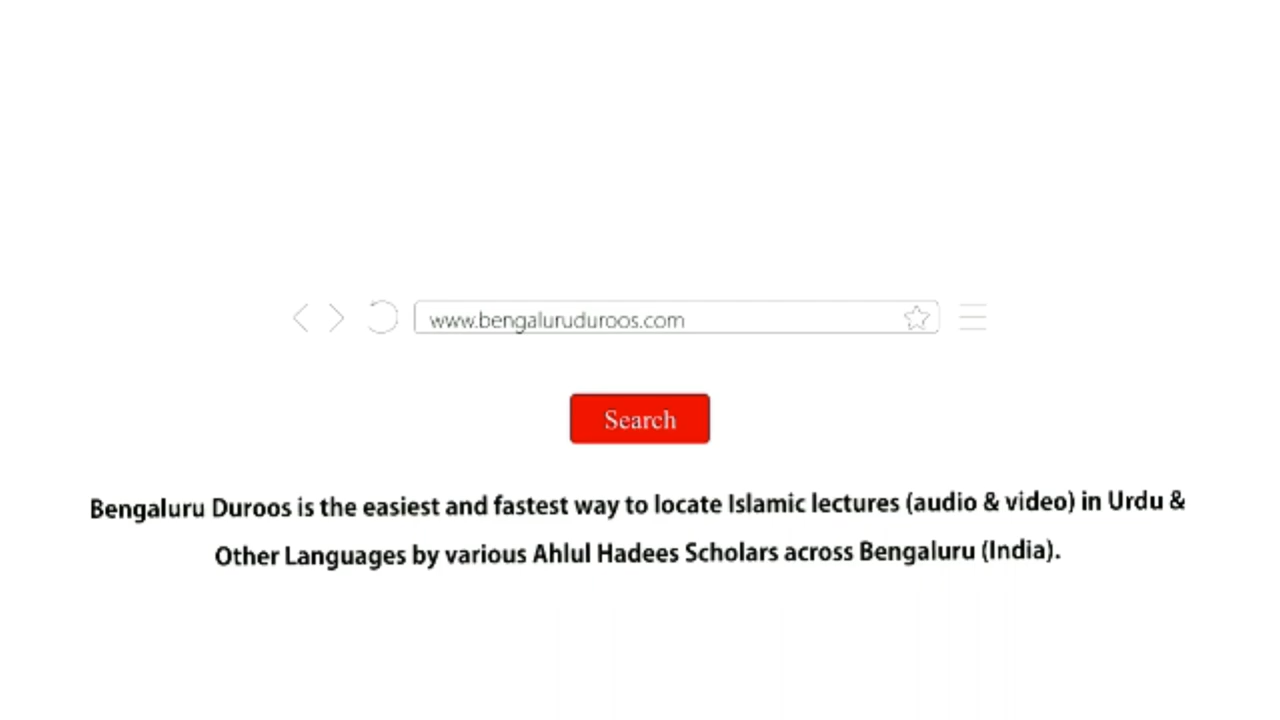 www.bengaluruduroos.com
Search
Bengaluru Duroos is the easiest and fastest way to locate Islamic lectures (audio & video) in Urdu &
Other Languages by various Ahlul Hadees Scholars across Bengaluru (India).